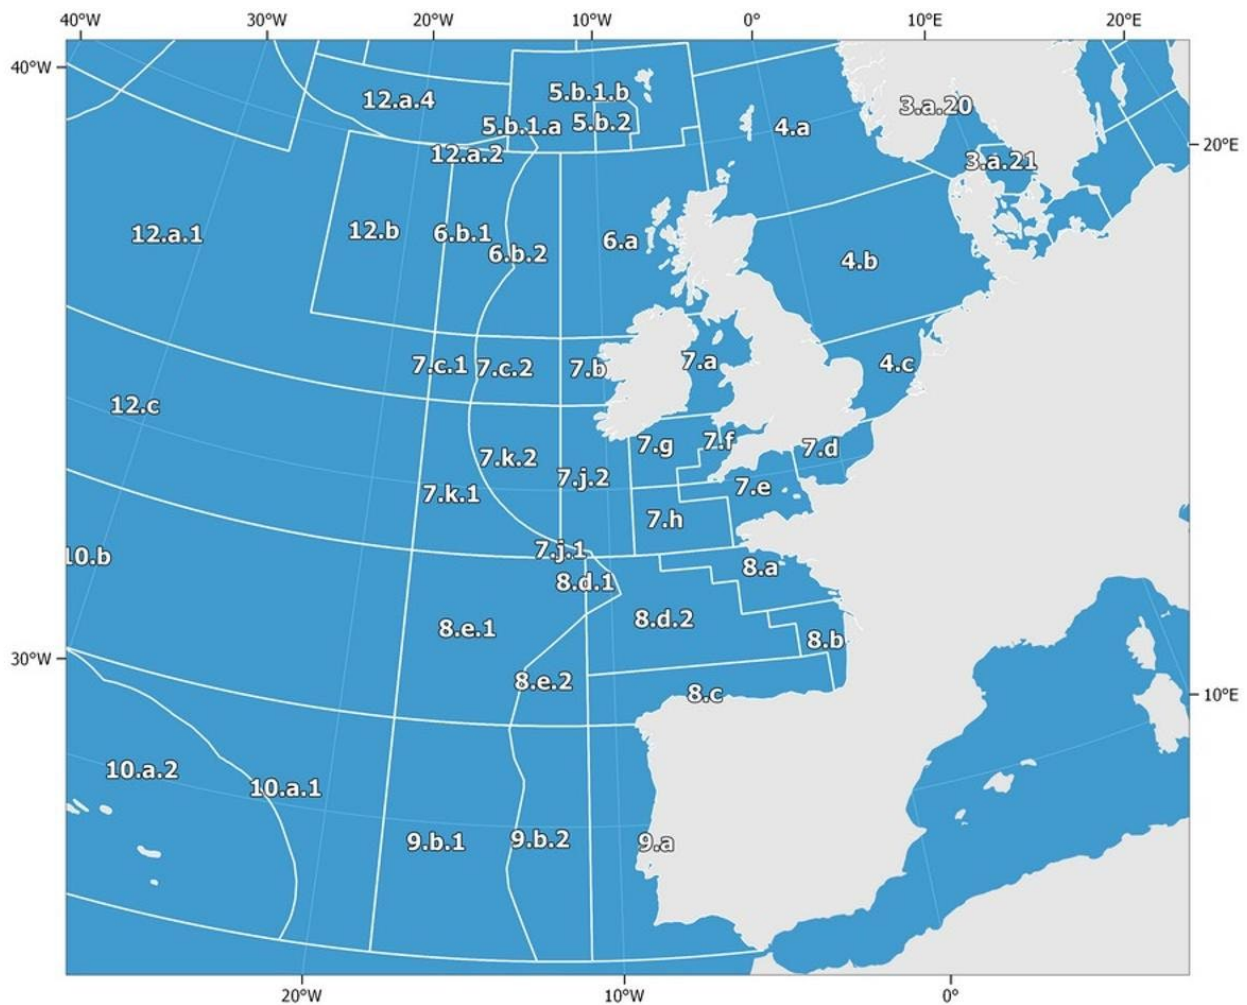 40°W 30°W 20°W 10°W 0° 10°E 20°E
40°W
5.b.1.b
12.a.4
3.a.20
5.b.1.a 5.b.2 4.a
20°E
12.a.2
3.a.21
12.a.1 12.b 6.b.1 6.a
6.b.2 4.b
7.c.1 7.c.2 7.b 7.a 4.c
12.c
7.g 7.f 7.d
7.k.2
7.j.2
7.k.1 7.e
7.h
7.j.1
10.b
8.a
8.d.1
8.e.1 8.d.2
8.b
30°W
8.e.2
8.c 10°E
10.a.2
10.a.1
9.b.1 9.b.2 9.a
20°W 10°W 0°